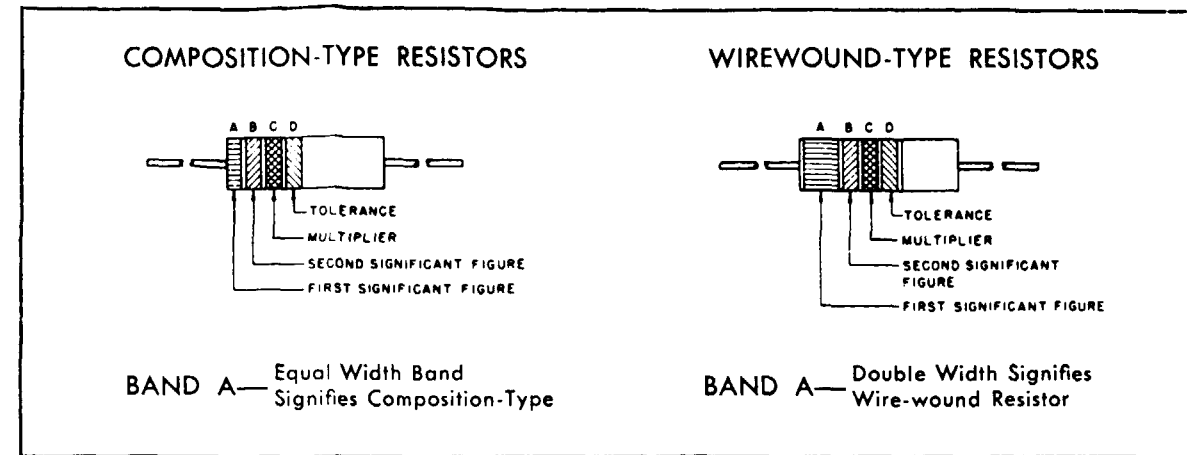 COMPOSITION-TYPE RESISTORS
A B C D
TOLERANCE
MULTIPLIER
SECOND SIGNIFICANT FIGURE
FIRST SIGNIFICANT FIGURE
BAND A— Equal Width Band
Signifies Composition-Type
WIREWOUND-TYPE RESISTORS
A B C D
TOLERANCE
MULTIPLIER
SECOND SIGNIFICANT
FIGURE
FIRST SIGNIFICANT FIGURE
BAND A— Double Width Signifies
Wire-wound Resistor